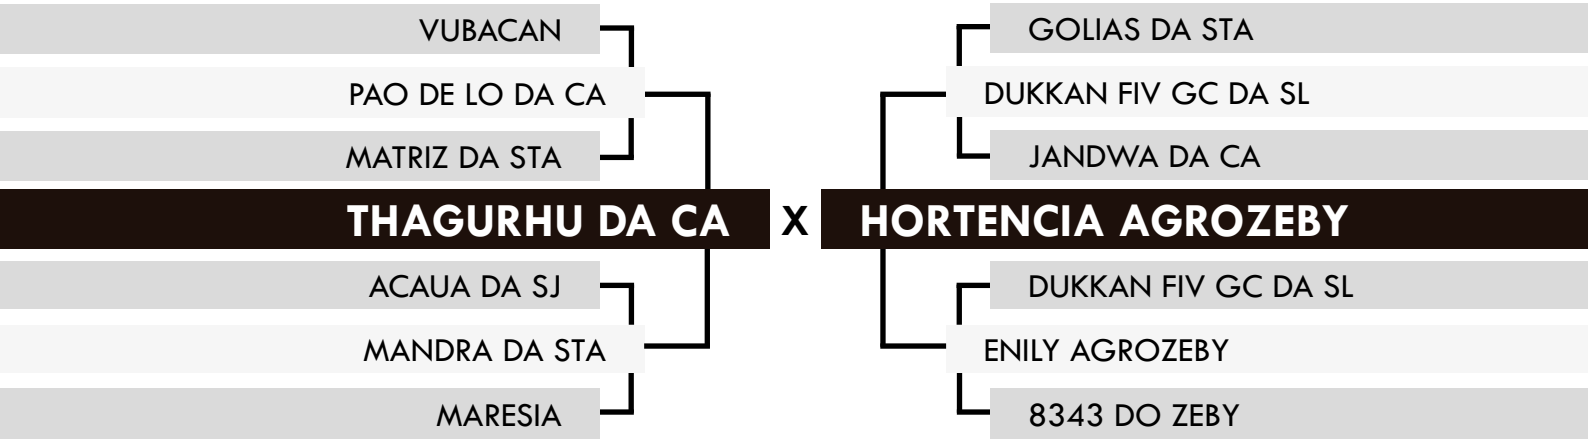 VUBACAN
PAO DE LO DA CA
MATRIZ DA STA
THAGURHU DA CA
ACAUA DA SJ
MANDRA DA STA
MARESIA
X
GOLIAS DA STA
DUKKAN FIV GC DA SL
JANDWA DA CA
HORTENCIA AGROZEBY
DUKKAN FIV GC DA SL
ENILY AGROZEBY
8343 DO ZEBY